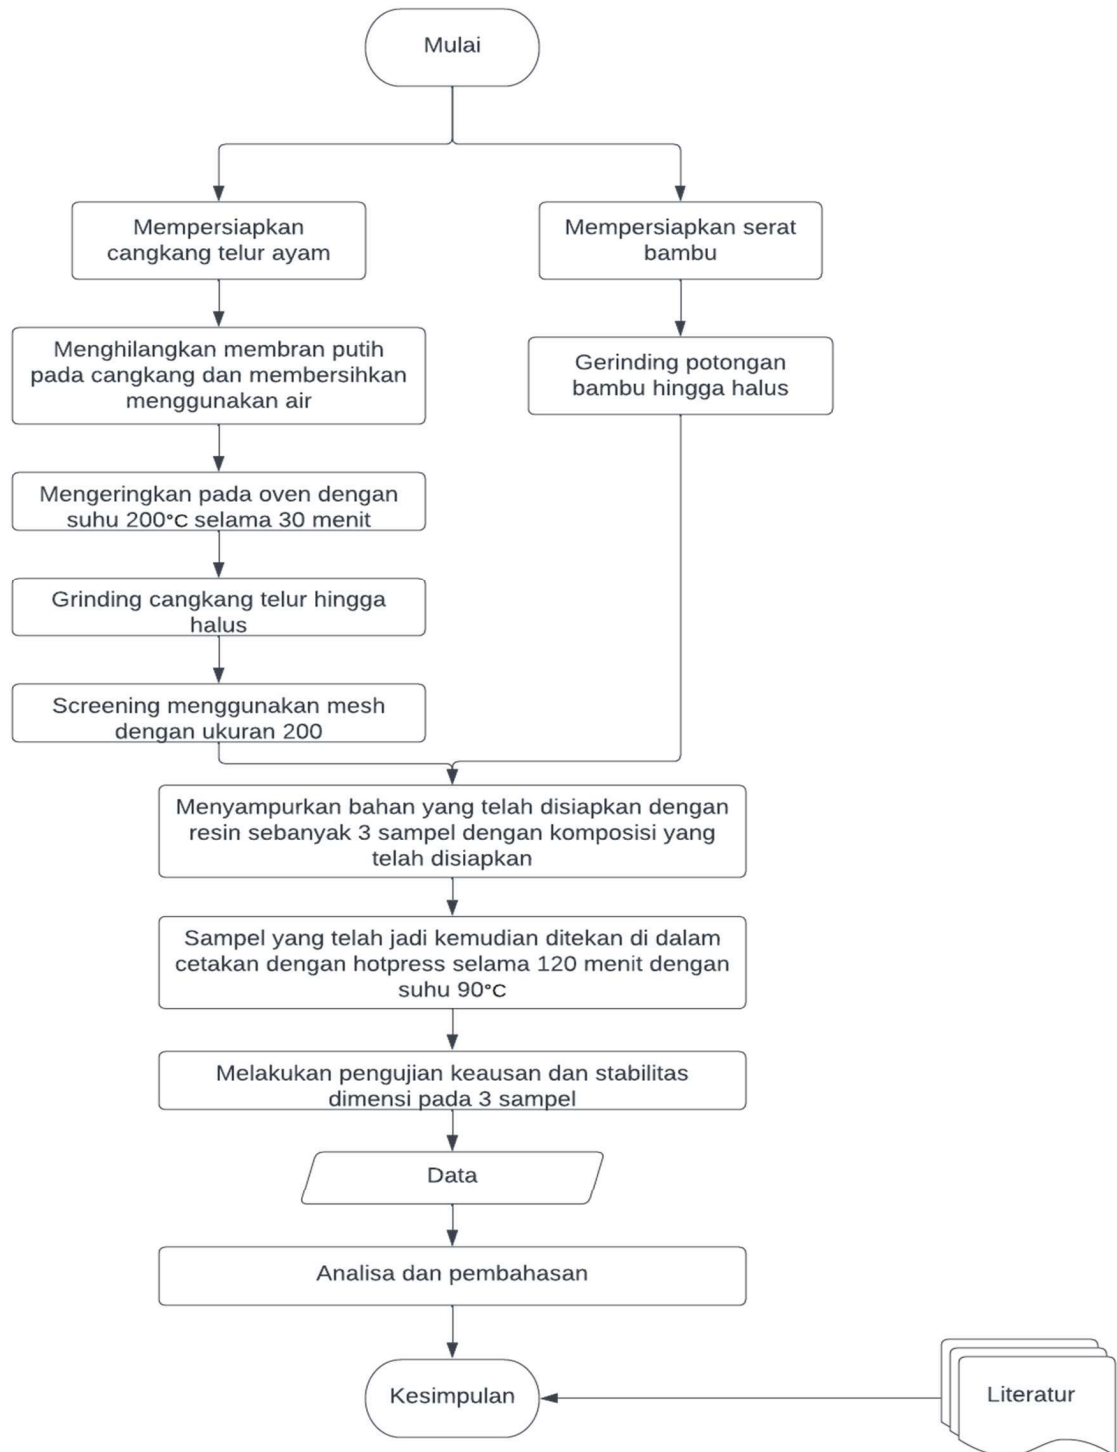 Mulai
Mempersiapkan
cangkang telur ayam
Mempersiapkan serat
bambu
Menghilangkan membran putih
pada cangkang dan membersihkan
menggunakan air
Gerinding potongan
bambu hingga halus
Mengeringkan pada oven dengan
suhu 200°C selama 30 menit
Grinding cangkang telur hingga
halus
Screening menggunakan mesh
dengan ukuran 200
Menyampurkan bahan yang telah disiapkan dengan
resin sebanyak 3 sampel dengan komposisi yang
telah disiapkan
Sampel yang telah jadi kemudian ditekan di dalam
cetakan dengan hotpress selama 120 menit dengan
suhu 90°C
Melakukan pengujian keausan dan stabilitas
dimensi pada 3 sampel
Data
Analisa dan pembahasan
Kesimpulan
Literatur